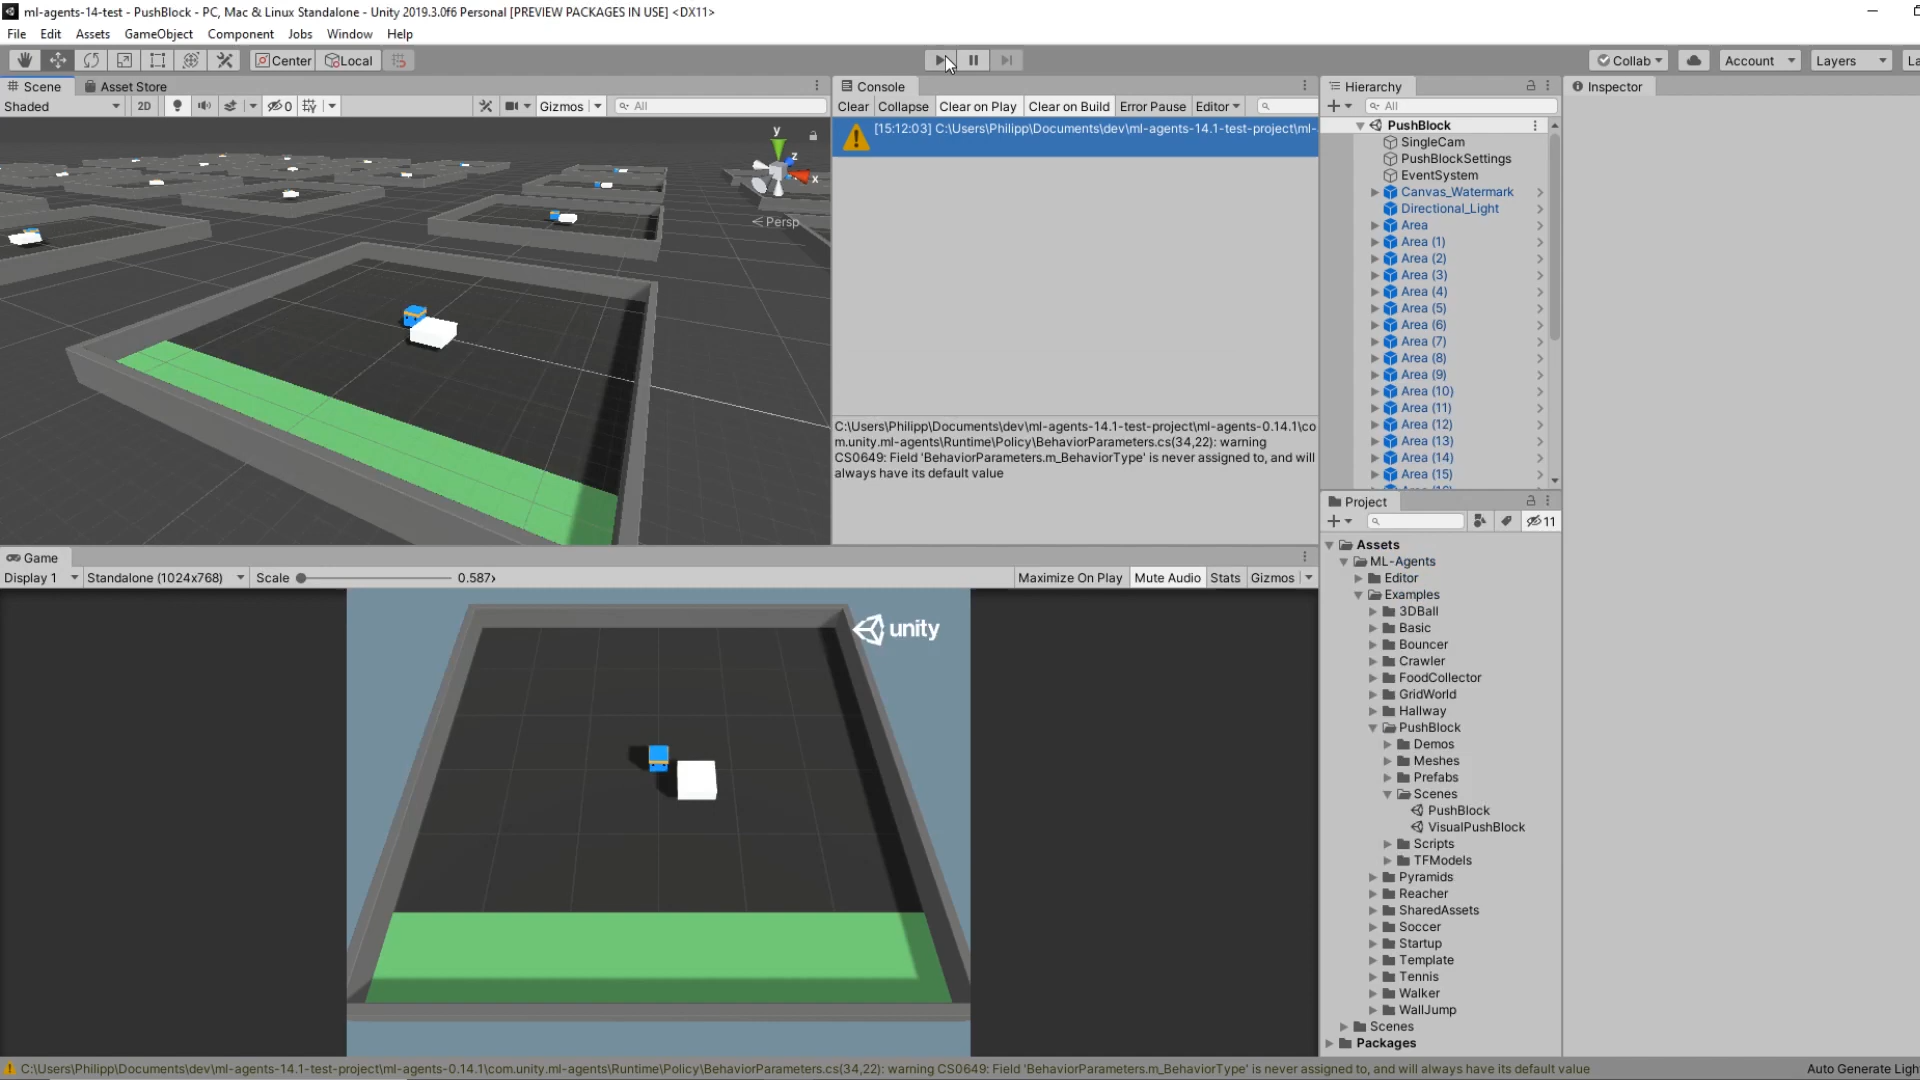 ml-agents-14-test - PushBlock - PC, Mac & Linux Standalone - Unity 2019.3.0f6 Personal [PREVIEW PACKAGES IN USE] <DX11>
File Edit Assets GameObject Component Jobs Window Help
Center Local Collab Account Layers La
Scene Asset Store
Shaded 2D 0 Gizmos All
y
z
x
Persp
Console
Clear Collapse Clear on Play Clear on Build Error Pause Editor
[15:12:03] C:\Users\Philipp\Documents\dev\ml-agents-14.1-test-project\ml-
C:\Users\Philipp\Documents\dev\ml-agents-14.1-test-project\ml-agents-0.14.1\co
m.unity.ml-agents\Runtime\Policy\BehaviorParameters.cs(34,22): warning
CS0649: Field 'BehaviorParameters.m_BehaviorType' is never assigned to, and will
always have its default value
Hierarchy
All
PushBlock
SingleCam
PushBlockSettings
EventSystem
Canvas_Watermark
Directional_Light
Area
Area (1)
Area (2)
Area (3)
Area (4)
Area (5)
Area (6)
Area (7)
Area (8)
Area (9)
Area (10)
Area (11)
Area (12)
Area (13)
Area (14)
Area (15)
Inspector
Game
Display 1 Standalone (1024x768) Scale 0.587x Maximize On Play Mute Audio Stats Gizmos
unity
Project
11
Assets
ML-Agents
Editor
Examples
3DBall
Basic
Bouncer
Crawler
FoodCollector
GridWorld
Hallway
PushBlock
Demos
Meshes
Prefabs
Scenes
PushBlock
VisualPushBlock
Scripts
TFModels
Pyramids
Reacher
SharedAssets
Soccer
Startup
Template
Tennis
Walker
WallJump
Scenes
Packages
C:\Users\Philipp\Documents\dev\ml-agents-14.1-test-project\ml-agents-0.14.1\com.unity.ml-agents\Runtime\Policy\BehaviorParameters.cs(34,22): warning CS0649: Field 'BehaviorParameters.m_BehaviorType' is never assigned to, and will always have its default value
Auto Generate Ligh